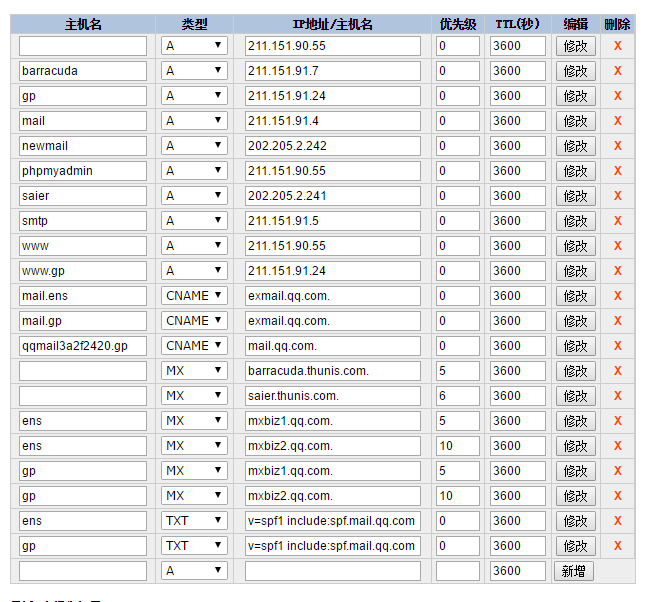 主机名 类型 IP地址/主机名 优先级 TTL(秒) 编辑 删除
A 211.151.90.55 0 3600 修改 X
barracuda A 211.151.91.7 0 3600 修改 X
gp A 211.151.91.24 0 3600 修改 X
mail A 211.151.91.4 0 3600 修改 X
newmail A 202.205.2.242 0 3600 修改 X
phpmyadmin A 211.151.90.55 0 3600 修改 X
saier A 202.205.2.241 0 3600 修改 X
smtp A 211.151.91.5 0 3600 修改 X
www A 211.151.90.55 0 3600 修改 X
www.gp A 211.151.91.24 0 3600 修改 X
mail.ens CNAME exmail.qq.com. 0 3600 修改 X
mail.gp CNAME exmail.qq.com. 0 3600 修改 X
qqmail3a2f2420.gp CNAME mail.qq.com. 0 3600 修改 X
MX barracuda.thunis.com. 5 3600 修改 X
MX saier.thunis.com. 6 3600 修改 X
ens MX mxbiz1.qq.com. 5 3600 修改 X
ens MX mxbiz2.qq.com. 10 3600 修改 X
gp MX mxbiz1.qq.com. 5 3600 修改 X
gp MX mxbiz2.qq.com. 10 3600 修改 X
ens TXT v=spf1 include:spf.mail.qq.com 0 3600 修改 X
gp TXT v=spf1 include:spf.mail.qq.com 0 3600 修改 X
A 3600 新增